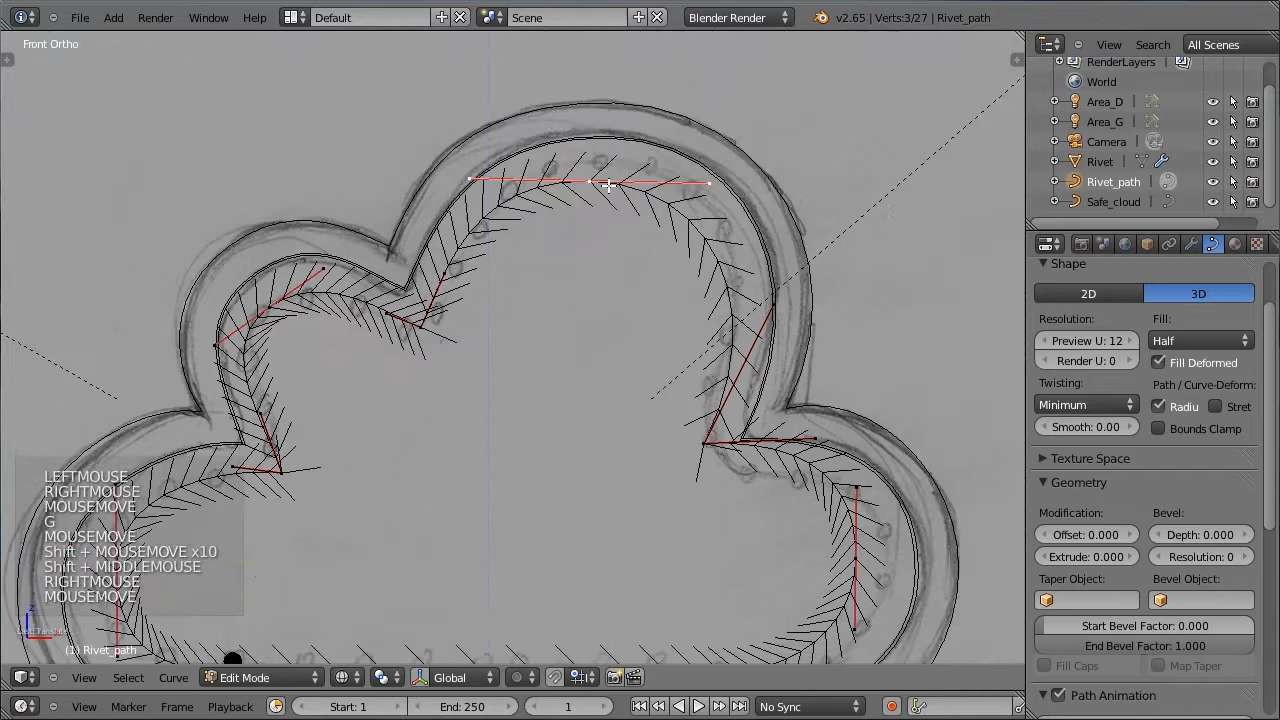 File Add Render Window Help Default Scene Blender Render v2.65 | Verts:3/27 | Rivet_path
Front Ortho
View Search All Scenes
RenderLayers
World
Area_D
Area_G
Camera
Rivet
Rivet_path
Safe_cloud
Shape
2D 3D
Resolution: Fill:
Preview U: 12 Half
Render U: 0 Fill Deformed
Twisting: Path / Curve-Deform:
Minimum Radiu Stret
Smooth: 0.00 Bounds Clamp
Texture Space
Geometry
Modification: Bevel:
Offset: 0.000 Depth: 0.000
Extrude: 0.000 Resolution: 0
Taper Object: Bevel Object:
Start Bevel Factor: 0.000
End Bevel Factor: 1.000
Fill Caps Map Taper
Path Animation
LEFTMOUSE
RIGHTMOUSE
MOUSEMOVE
G
MOUSEMOVE
Shift + MOUSEMOVE x10
Shift + MIDDLEMOUSE
RIGHTMOUSE
MOUSEMOVE
z
(1) Rivet_path
View Select Curve Edit Mode Global
View Marker Frame Playback Start: 1 End: 250 1 No Sync